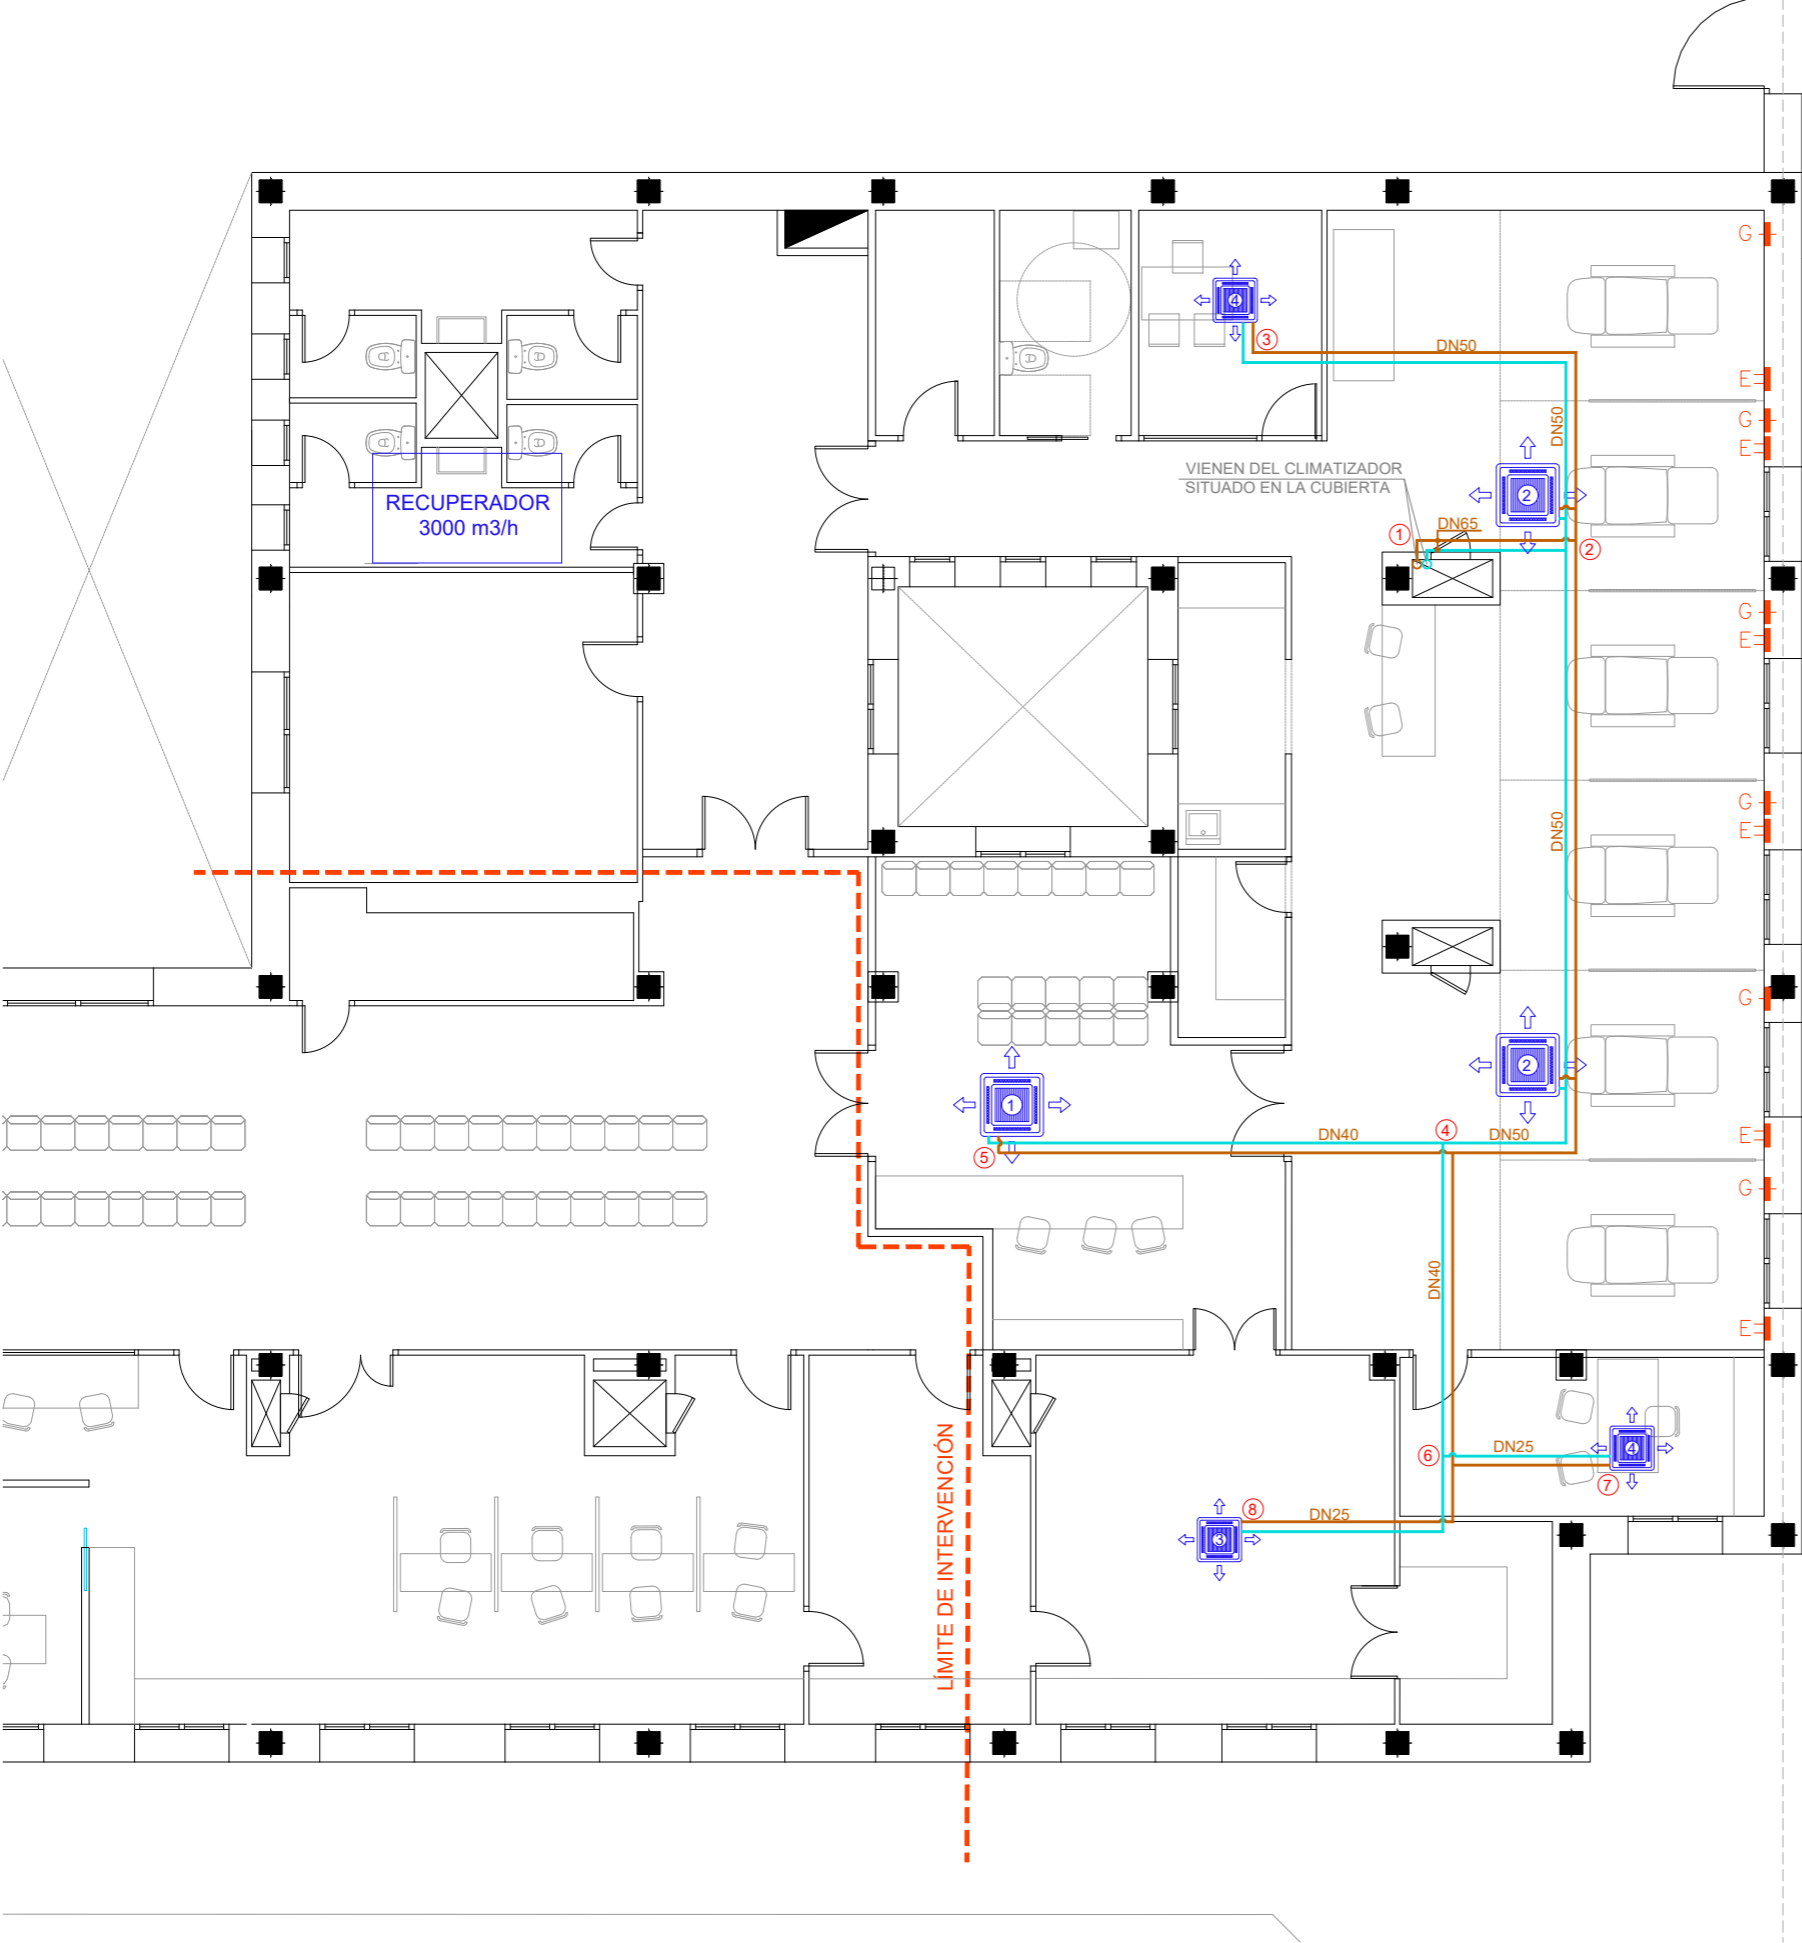 G
4
3
DN50
E
DN50
G
E
VIENEN DEL CLIMATIZADOR
SITUADO EN LA CUBIERTA
2
RECUPERADOR
3000 m3/h
DN65
1
2
G
E
G
E
DN50
G
2
1
DN40
4
DN50
E
5
G
DN40
E
LÍMITE DE INTERVENCIÓN
6
DN25
4
7
8
DN25
3